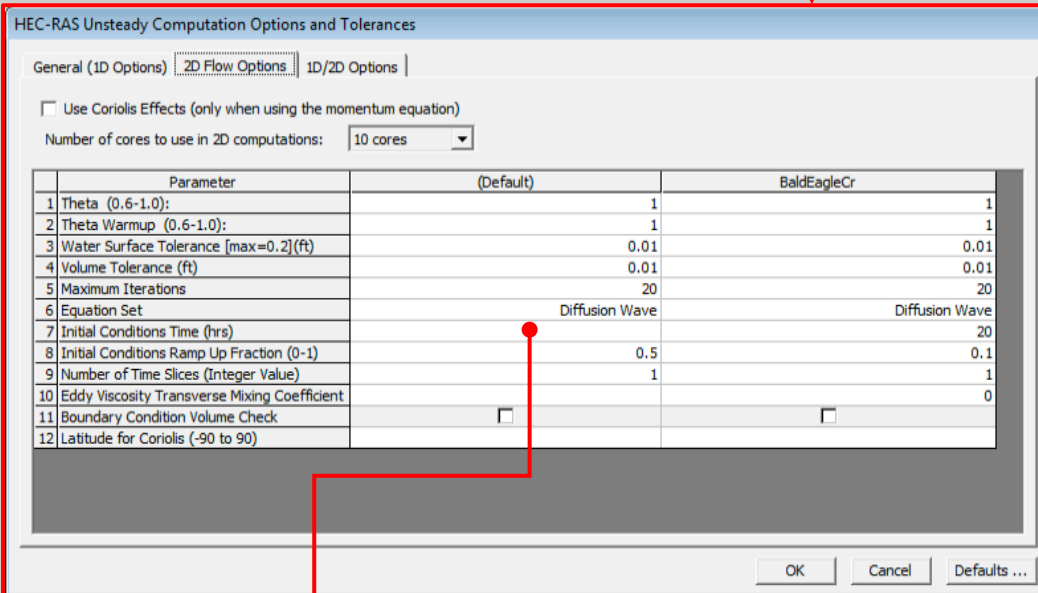 HEC-RAS Unsteady Computation Options and Tolerances
General (1D Options) 2D Flow Options 1D/2D Options
Use Coriolis Effects (only when using the momentum equation)
Number of cores to use in 2D computations: 10 cores
Parameter (Default) BaldEagleCr
1 Theta (0.6-1.0): 1 1
2 Theta Warmup (0.6-1.0): 1 1
3 Water Surface Tolerance [max=0.2](ft) 0.01 0.01
4 Volume Tolerance (ft) 0.01 0.01
5 Maximum Iterations 20 20
6 Equation Set Diffusion Wave Diffusion Wave
7 Initial Conditions Time (hrs) 20
8 Initial Conditions Ramp Up Fraction (0-1) 0.5 0.1
9 Number of Time Slices (Integer Value) 1 1
10 Eddy Viscosity Transverse Mixing Coefficient 0
11 Boundary Condition Volume Check
12 Latitude for Coriolis (-90 to 90)
OK Cancel Defaults ...